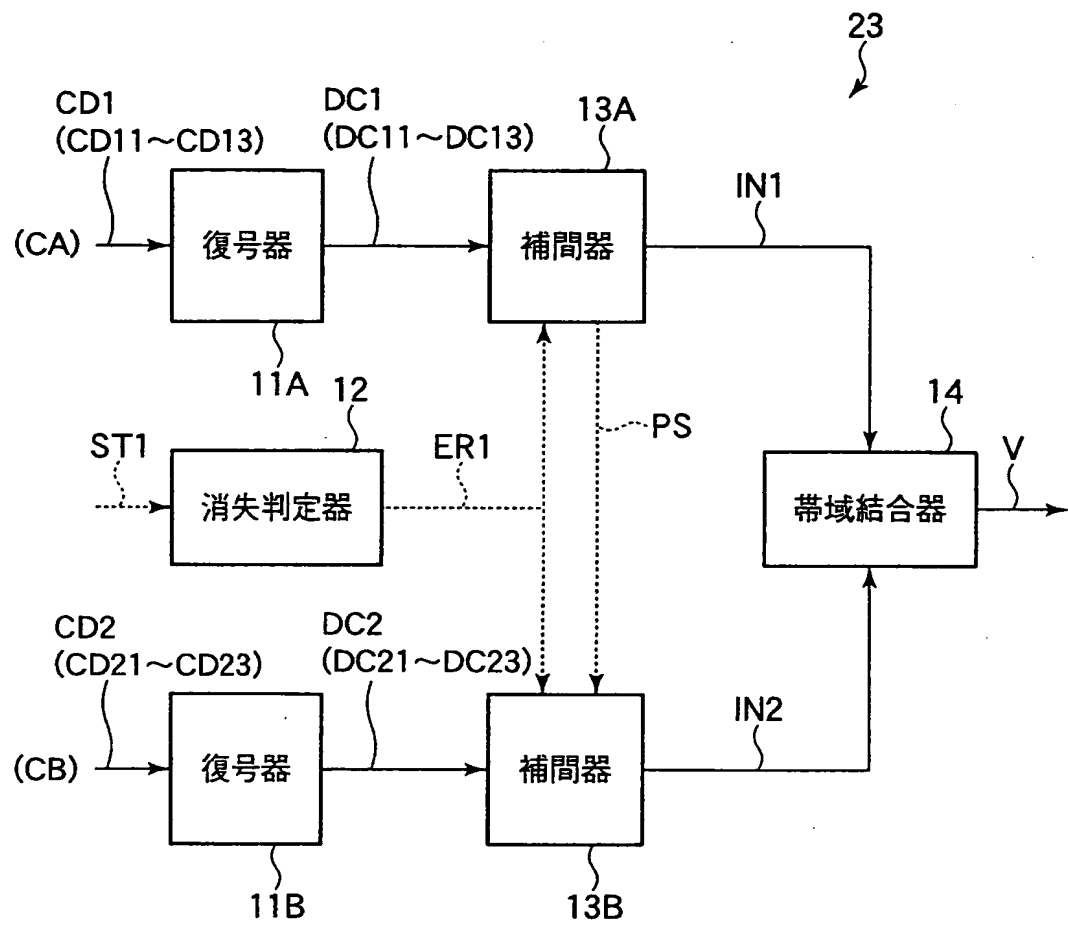 23
CD1
(CD11～CD13)
DC1
(DC11～DC13)
13A
IN1
(CA)
復号器
補間器
11A
12
14
ST1
ER1
PS
V
消失判定器
帯域結合器
CD2
(CD21～CD23)
DC2
(DC21～DC23)
IN2
(CB)
復号器
補間器
11B
13B